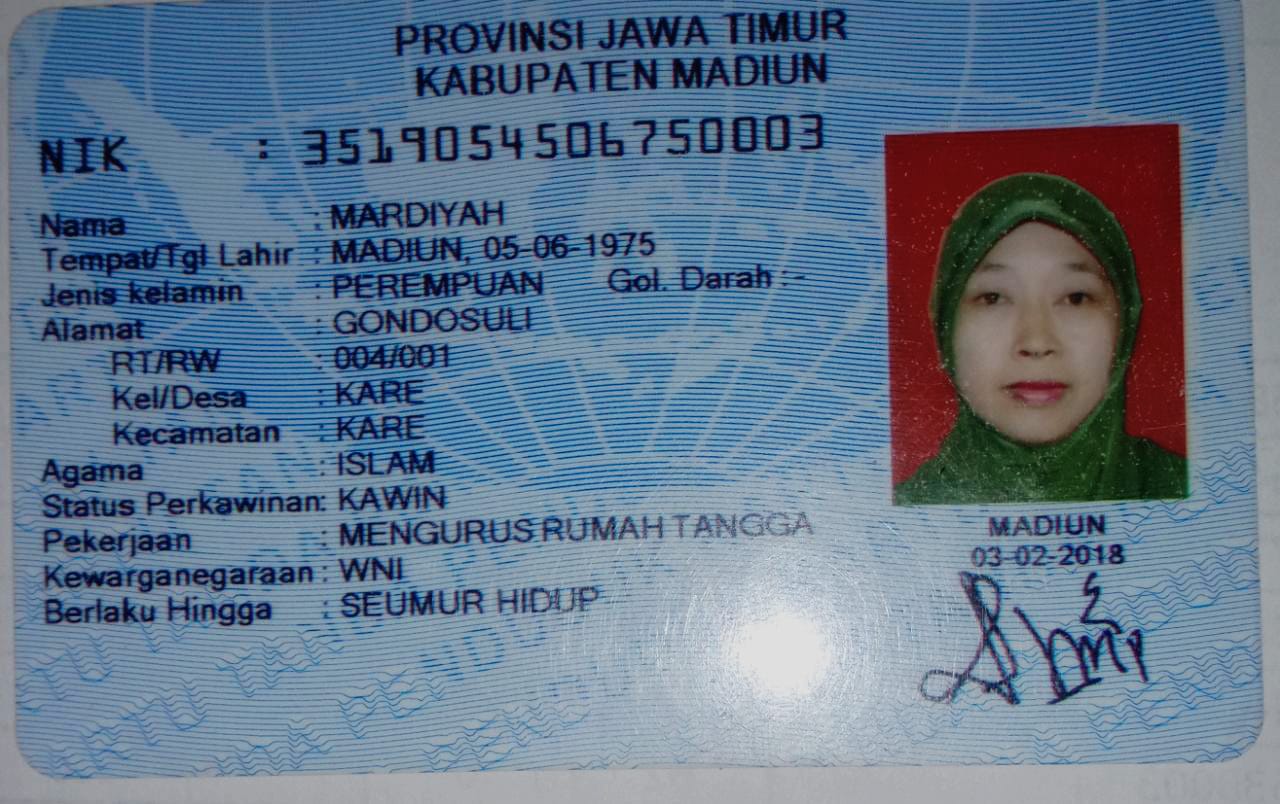 PROVINSI JAWA TIMUR
KABUPATEN MADIUN
NIK : 3519054506750003
Nama : MARDIYAH
Tempat/Tgl Lahir : MADIUN, 05-06-1975
Jenis kelamin : PEREMPUAN Gol. Darah : -
Alamat : GONDOSULI
RT/RW : 004/001
Kel/Desa : KARE
Kecamatan : KARE
Agama : ISLAM
Status Perkawinan: KAWIN
Pekerjaan : MENGURUS RUMAH TANGGA
Kewarganegaraan : WNI
Berlaku Hingga : SEUMUR HIDUP
MADIUN
03-02-2018